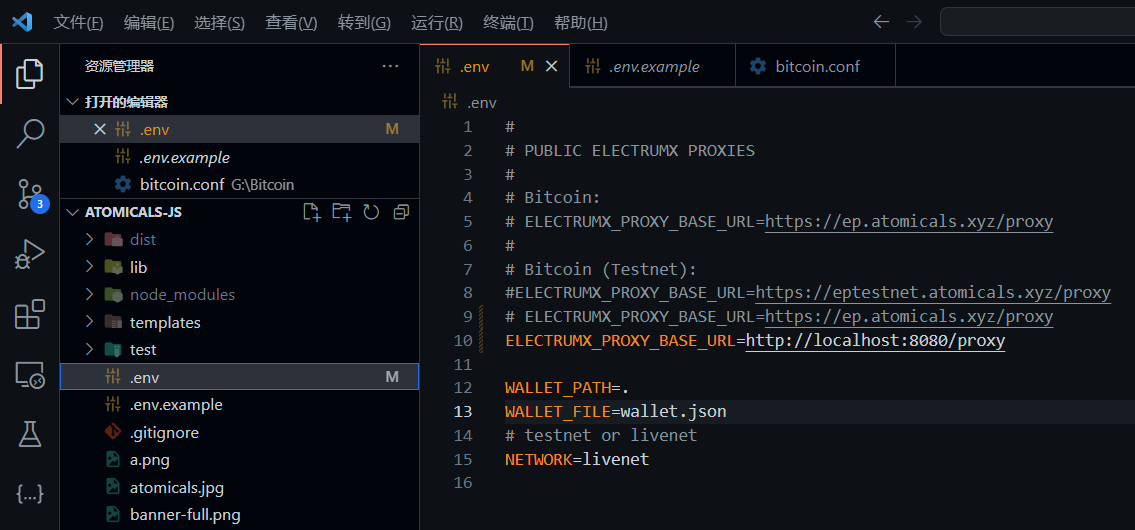 文件(F) 编辑(E) 选择(S) 查看(V) 转到(G) 运行(R) 终端(T) 帮助(H)
资源管理器 ···
打开的编辑器
.env M
.env.example
bitcoin.conf G:\Bitcoin
3
ATOMICALS-JS
dist
lib
node_modules
templates
test
.env M
.env.example
.gitignore
a.png
atomicals.jpg
banner-full.png
.env M .env.example bitcoin.conf
.env
1 #
2 # PUBLIC ELECTRUMX PROXIES
3 #
4 # Bitcoin:
5 # ELECTRUMX_PROXY_BASE_URL=https://ep.atomicals.xyz/proxy
6 #
7 # Bitcoin (Testnet):
8 #ELECTRUMX_PROXY_BASE_URL=https://eptestnet.atomicals.xyz/proxy
9 # ELECTRUMX_PROXY_BASE_URL=https://ep.atomicals.xyz/proxy
10 ELECTRUMX_PROXY_BASE_URL=http://localhost:8080/proxy
11
12 WALLET_PATH=.
13 WALLET_FILE=wallet.json
14 # testnet or livenet
15 NETWORK=livenet
16